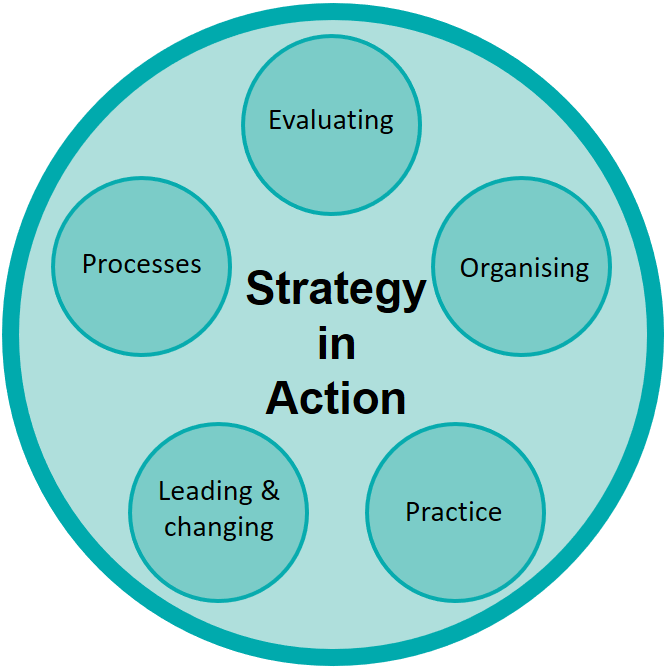 Evaluating
Processes
Organising
Strategy
in
Action
Leading &
changing
Practice